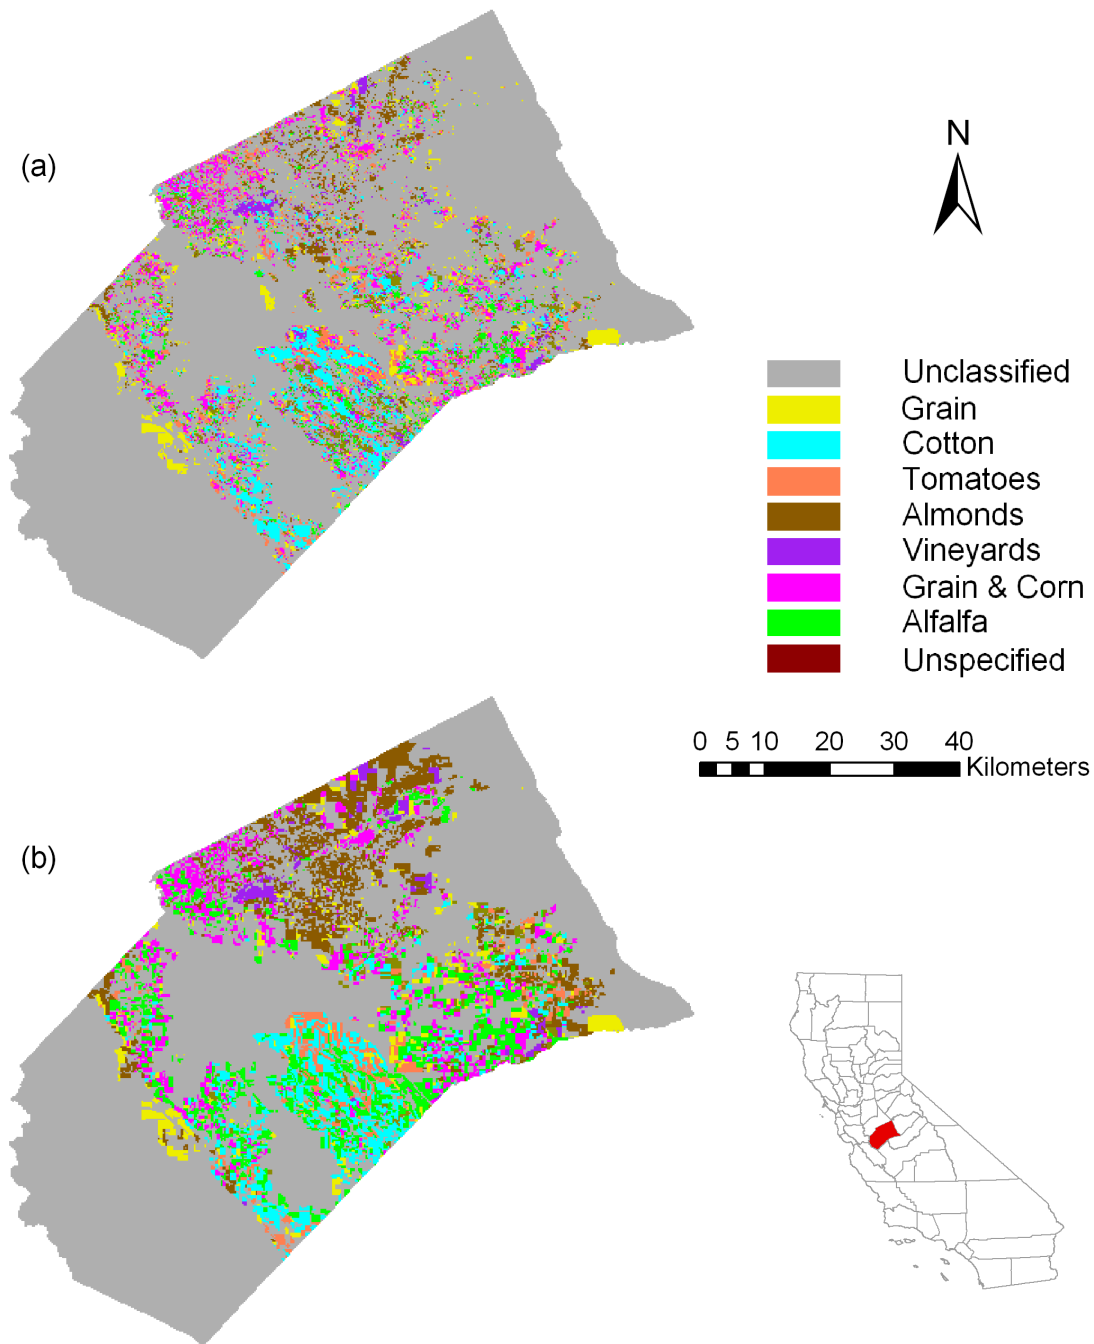 (a)
N
Unclassified
Grain
Cotton
Tomatoes
Almonds
Vineyards
Grain & Corn
Alfalfa
Unspecified
0 5 10 20 30 40
Kilometers
(b)